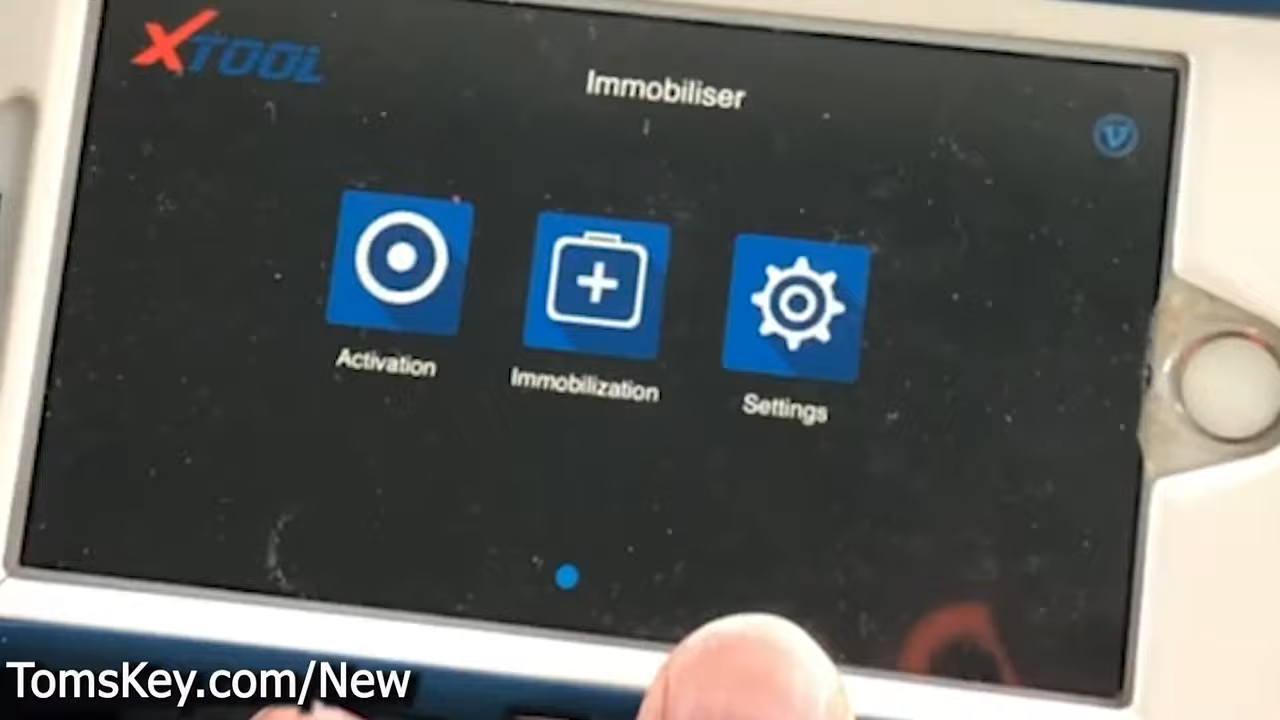 XTOOL
Immobiliser
V
Activation
Immobilization
Settings
TomsKey.com/New